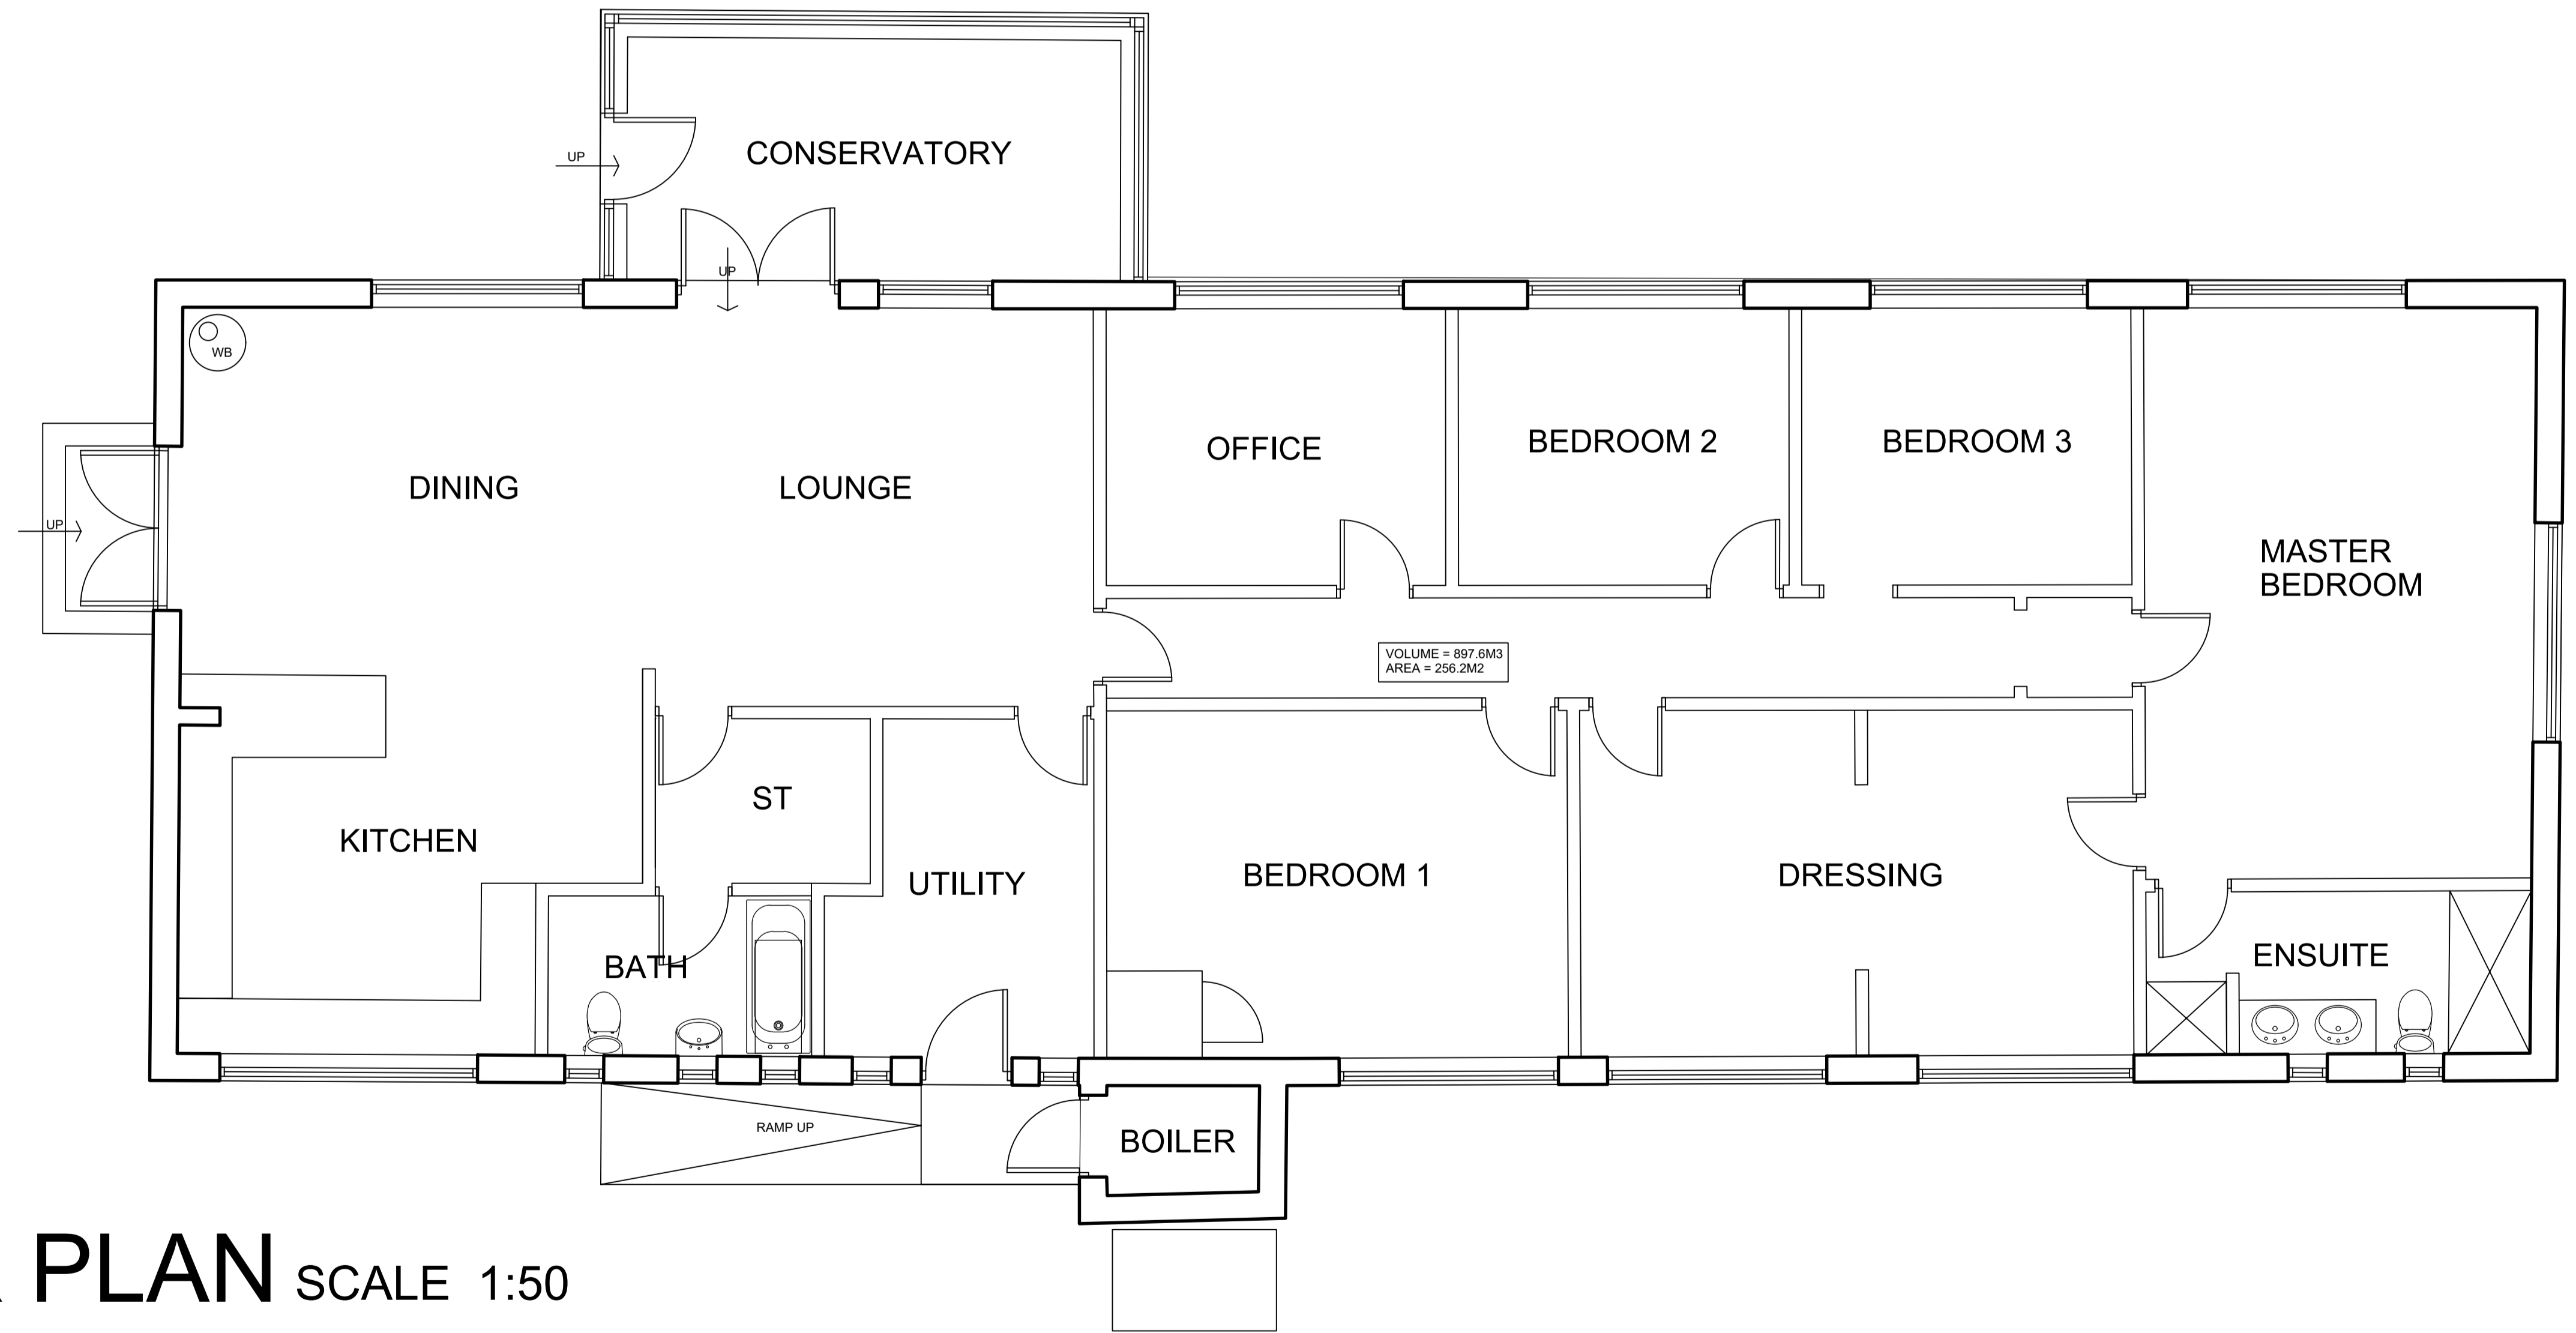 CONSERVATORY
UP
UP
WB
DINING
LOUNGE
OFFICE
BEDROOM 2
BEDROOM 3
UP
MASTER
BEDROOM
VOLUME = 897.6M3
AREA = 256.2M2
ST
KITCHEN
UTILITY
BEDROOM 1
DRESSING
BATH
ENSUITE
RAMP UP
BOILER
PLAN SCALE 1:50